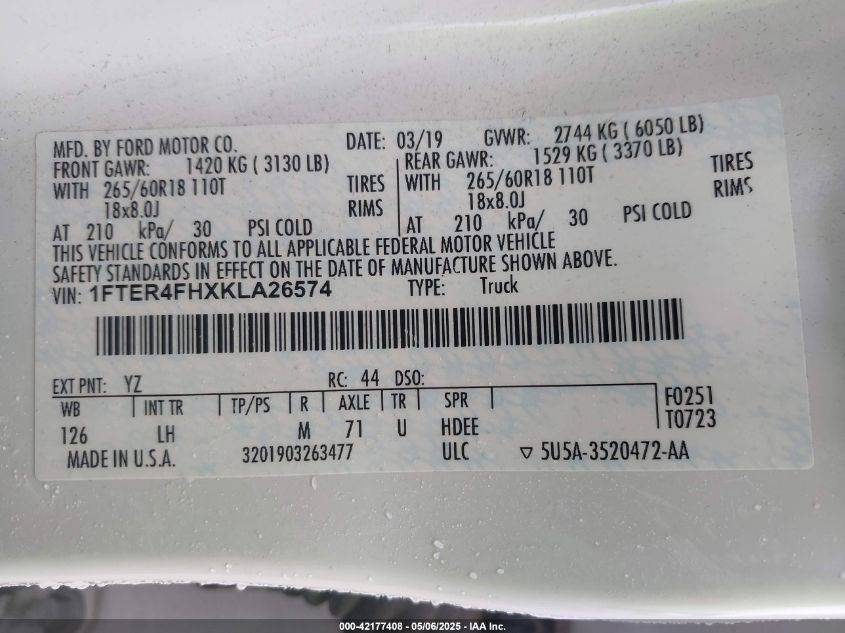 MFD. BY FORD MOTOR CO. DATE: 03/19 GVWR: 2744 KG ( 6050 LB)
FRONT GAWR: 1420 KG ( 3130 LB) REAR GAWR: 1529 KG ( 3370 LB)
WITH 265/60R18 110T TIRES WITH 265/60R18 110T TIRES
18x8.0J RIMS 18x8.0J RIMS
AT 210 kPa/ 30 PSI COLD AT 210 kPa/ 30 PSI COLD
THIS VEHICLE CONFORMS TO ALL APPLICABLE FEDERAL MOTOR VEHICLE
SAFETY STANDARDS IN EFFECT ON THE DATE OF MANUFACTURE SHOWN ABOVE.
VIN: 1FTER4FHXKLA26574 TYPE: Truck
EXT PNT: YZ RC: 44 DSO:
WB INT TR TP/PS R AXLE TR SPR F0251
126 LH M 71 U HDEE T0723
MADE IN U.S.A. 3201903263477 ULC ▽ 5U5A-3520472-AA
000-42177408 - 05/06/2025 - IAA Inc.